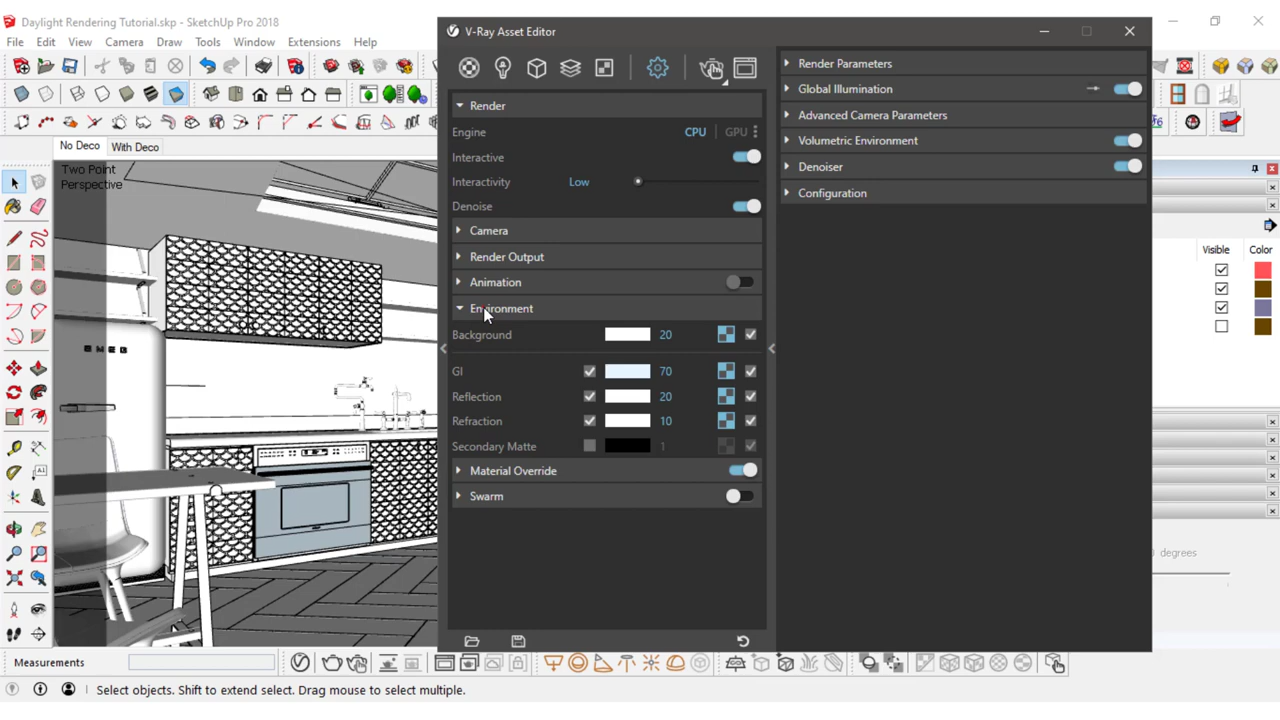 Daylight Rendering Tutorial.skp - SketchUp Pro 2018
File Edit View Camera Draw Tools Window Extensions Help
No Deco With Deco
Two Point
Perspective
SMEG
V-Ray Asset Editor
Render
Engine CPU GPU
Interactive
Interactivity Low
Denoise
Camera
Render Output
Animation
Environment
Background 20
GI 70
Reflection 20
Refraction 10
Secondary Matte 1
Material Override
Swarm
Render Parameters
Global Illumination
Advanced Camera Parameters
Volumetric Environment
Denoiser
Configuration
Visible Color
degrees
Measurements
Select objects. Shift to extend select. Drag mouse to select multiple.